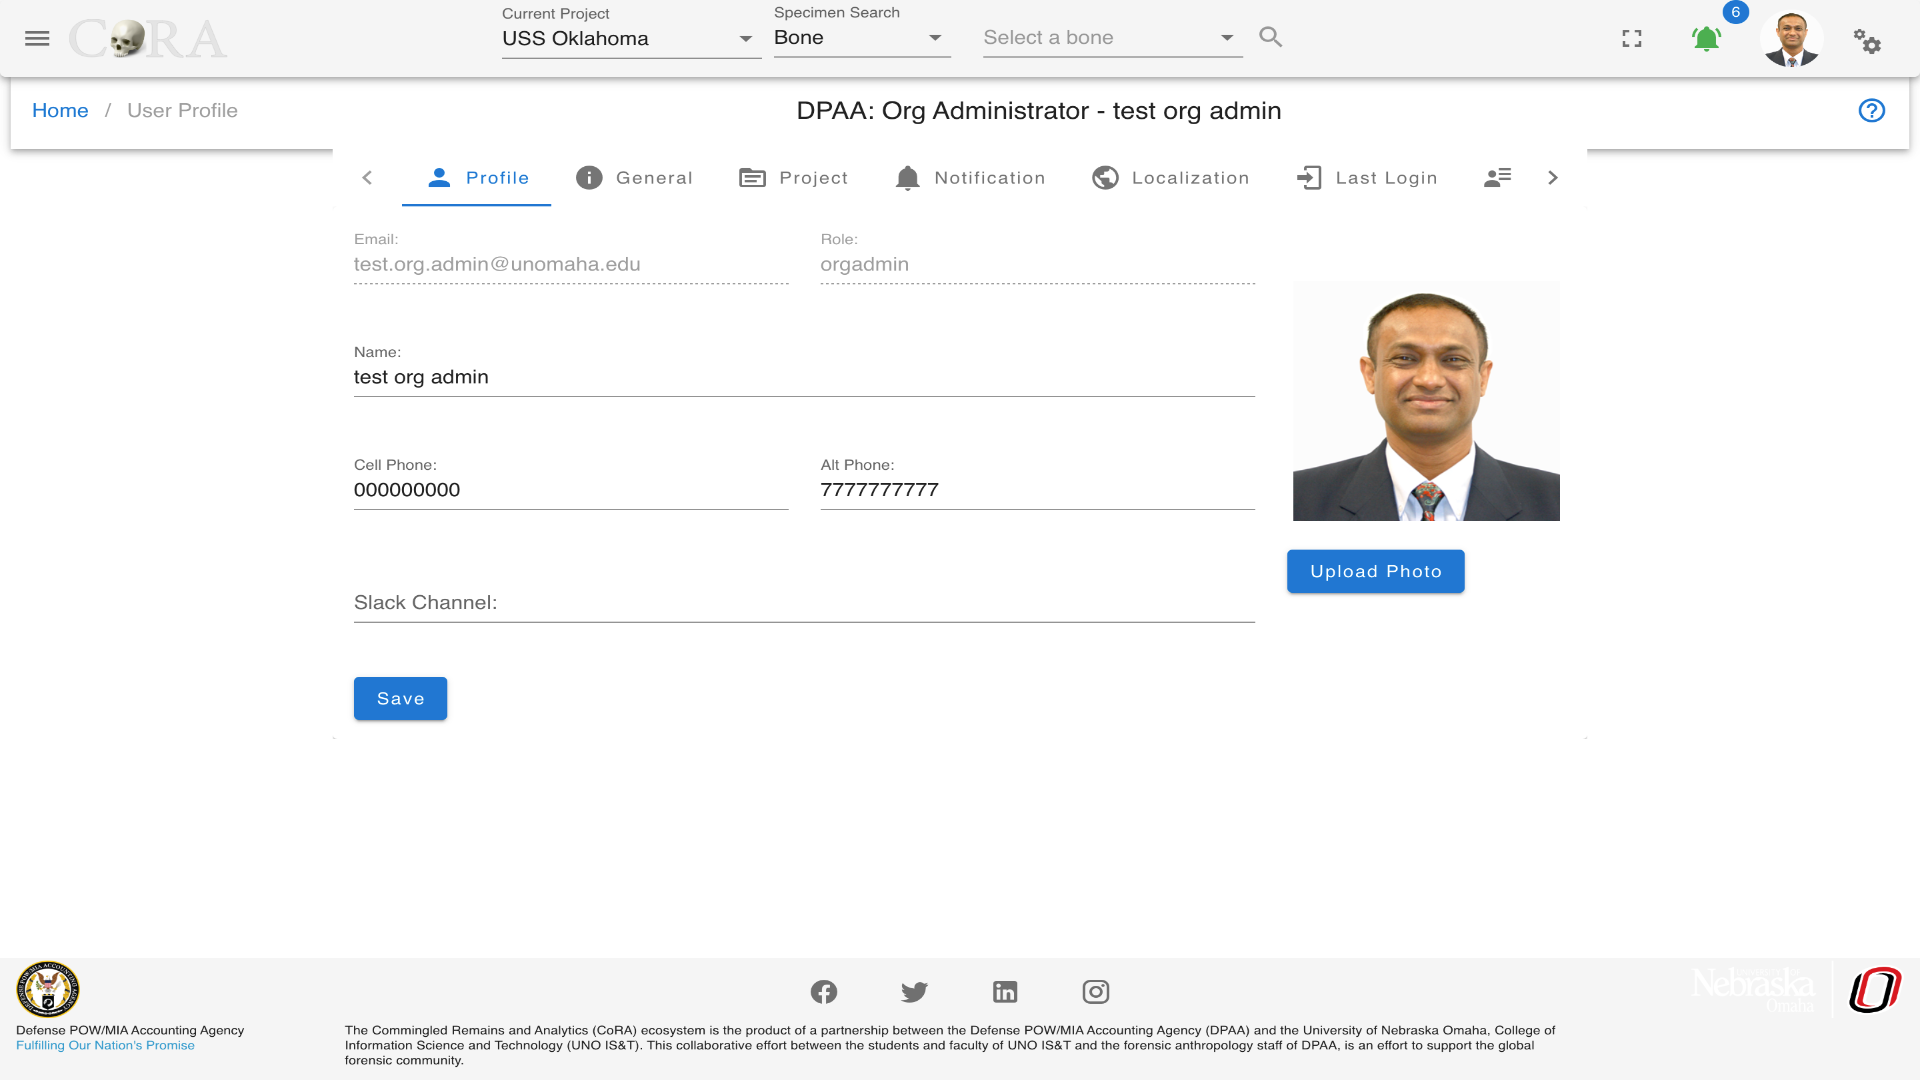 CoRA
Current Project
USS Oklahoma
Specimen Search
Bone
Select a bone
6
Home / User Profile
DPAA: Org Administrator - test org admin
Profile
General
Project
Notification
Localization
Last Login
Email:
test.org.admin@unomaha.edu
Role:
orgadmin
Name:
test org admin
Cell Phone:
000000000
Alt Phone:
7777777777
Upload Photo
Slack Channel:
Save
Defense POW/MIA Accounting Agency
Fulfilling Our Nation's Promise
The Commingled Remains and Analytics (CoRA) ecosystem is the product of a partnership between the Defense POW/MIA Accounting Agency (DPAA) and the University of Nebraska Omaha, College of
Information Science and Technology (UNO IS&T). This collaborative effort between the students and faculty of UNO IS&T and the forensic anthropology staff of DPAA, is an effort to support the global
forensic community.
Nebraska
Omaha